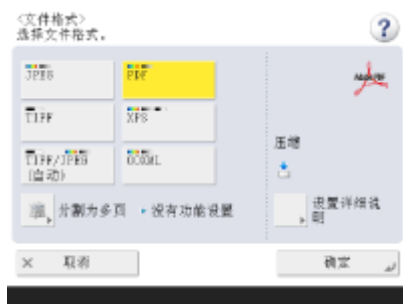 <文件格式>
选择文件格式。
?
JPEG
PDF
TIFF
XPS
TIFF/JPEG
(自动)
OOXML
压缩
分割为多页
没有功能设置
设置详细说
明
× 取消
确定